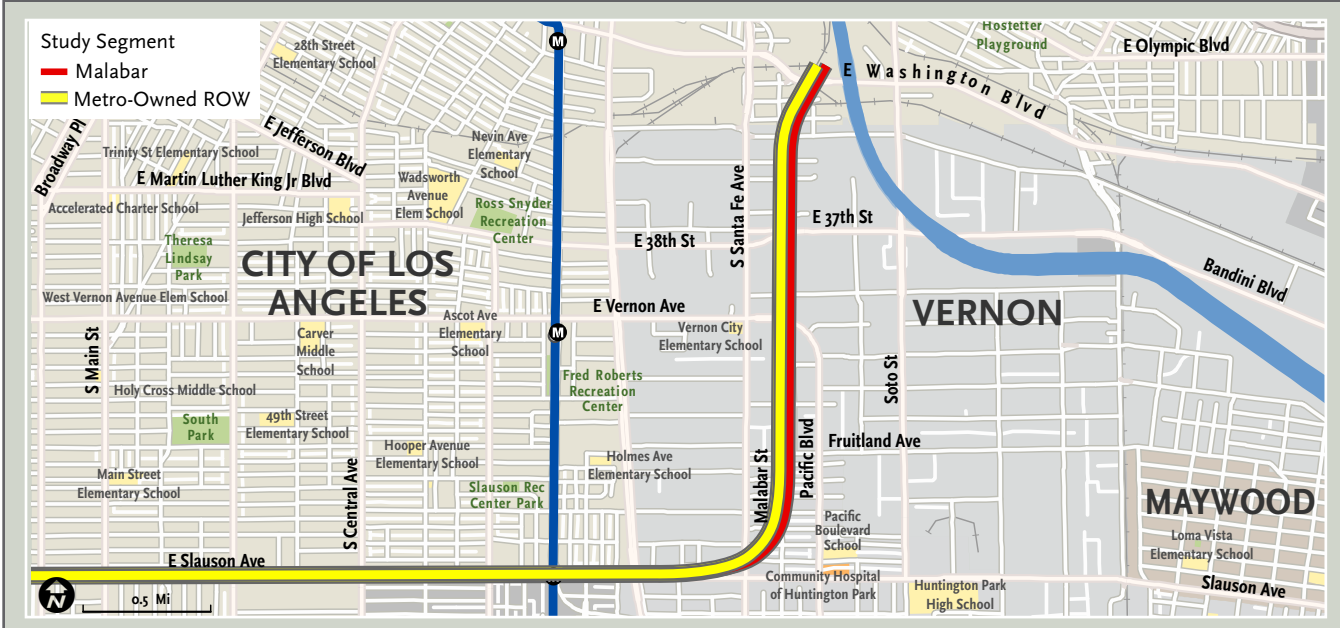 Study Segment
Malabar
Metro-Owned ROW
28th Street
Elementary School
M
Hostetter
Playground
E Olympic Blvd
E Washington Blvd
Broadway Pl
E Jefferson Blvd
Trinity St Elementary School
Nevin Ave
Elementary
School
E Martin Luther King Jr Blvd
Wadsworth
Avenue
Elem School
Accelerated Charter School
Jefferson High School
Ross Snyder
Recreation
Center
S Santa Fe Ave
E 37th St
E 38th St
Theresa
Lindsay
Park
CITY OF LOS
ANGELES
Bandini Blvd
West Vernon Avenue Elem School
E Vernon Ave
VERNON
Ascot Ave
Elementary
School
Vernon City
Elementary School
M
Carver
Middle
School
S Main St
Soto St
Holy Cross Middle School
Fred Roberts
Recreation
Center
South
Park
49th Street
Elementary School
Hooper Avenue
Elementary School
Fruitland Ave
Pacific Blvd
Malabar St
Holmes Ave
Elementary School
Main Street
Elementary School
S Central Ave
Slauson Rec
Center Park
MAYWOOD
Pacific
Boulevard
School
Loma Vista
Elementary School
E Slauson Ave
Community Hospital
of Huntington Park
Huntington Park
High School
Slauson Ave
N
0.5 Mi